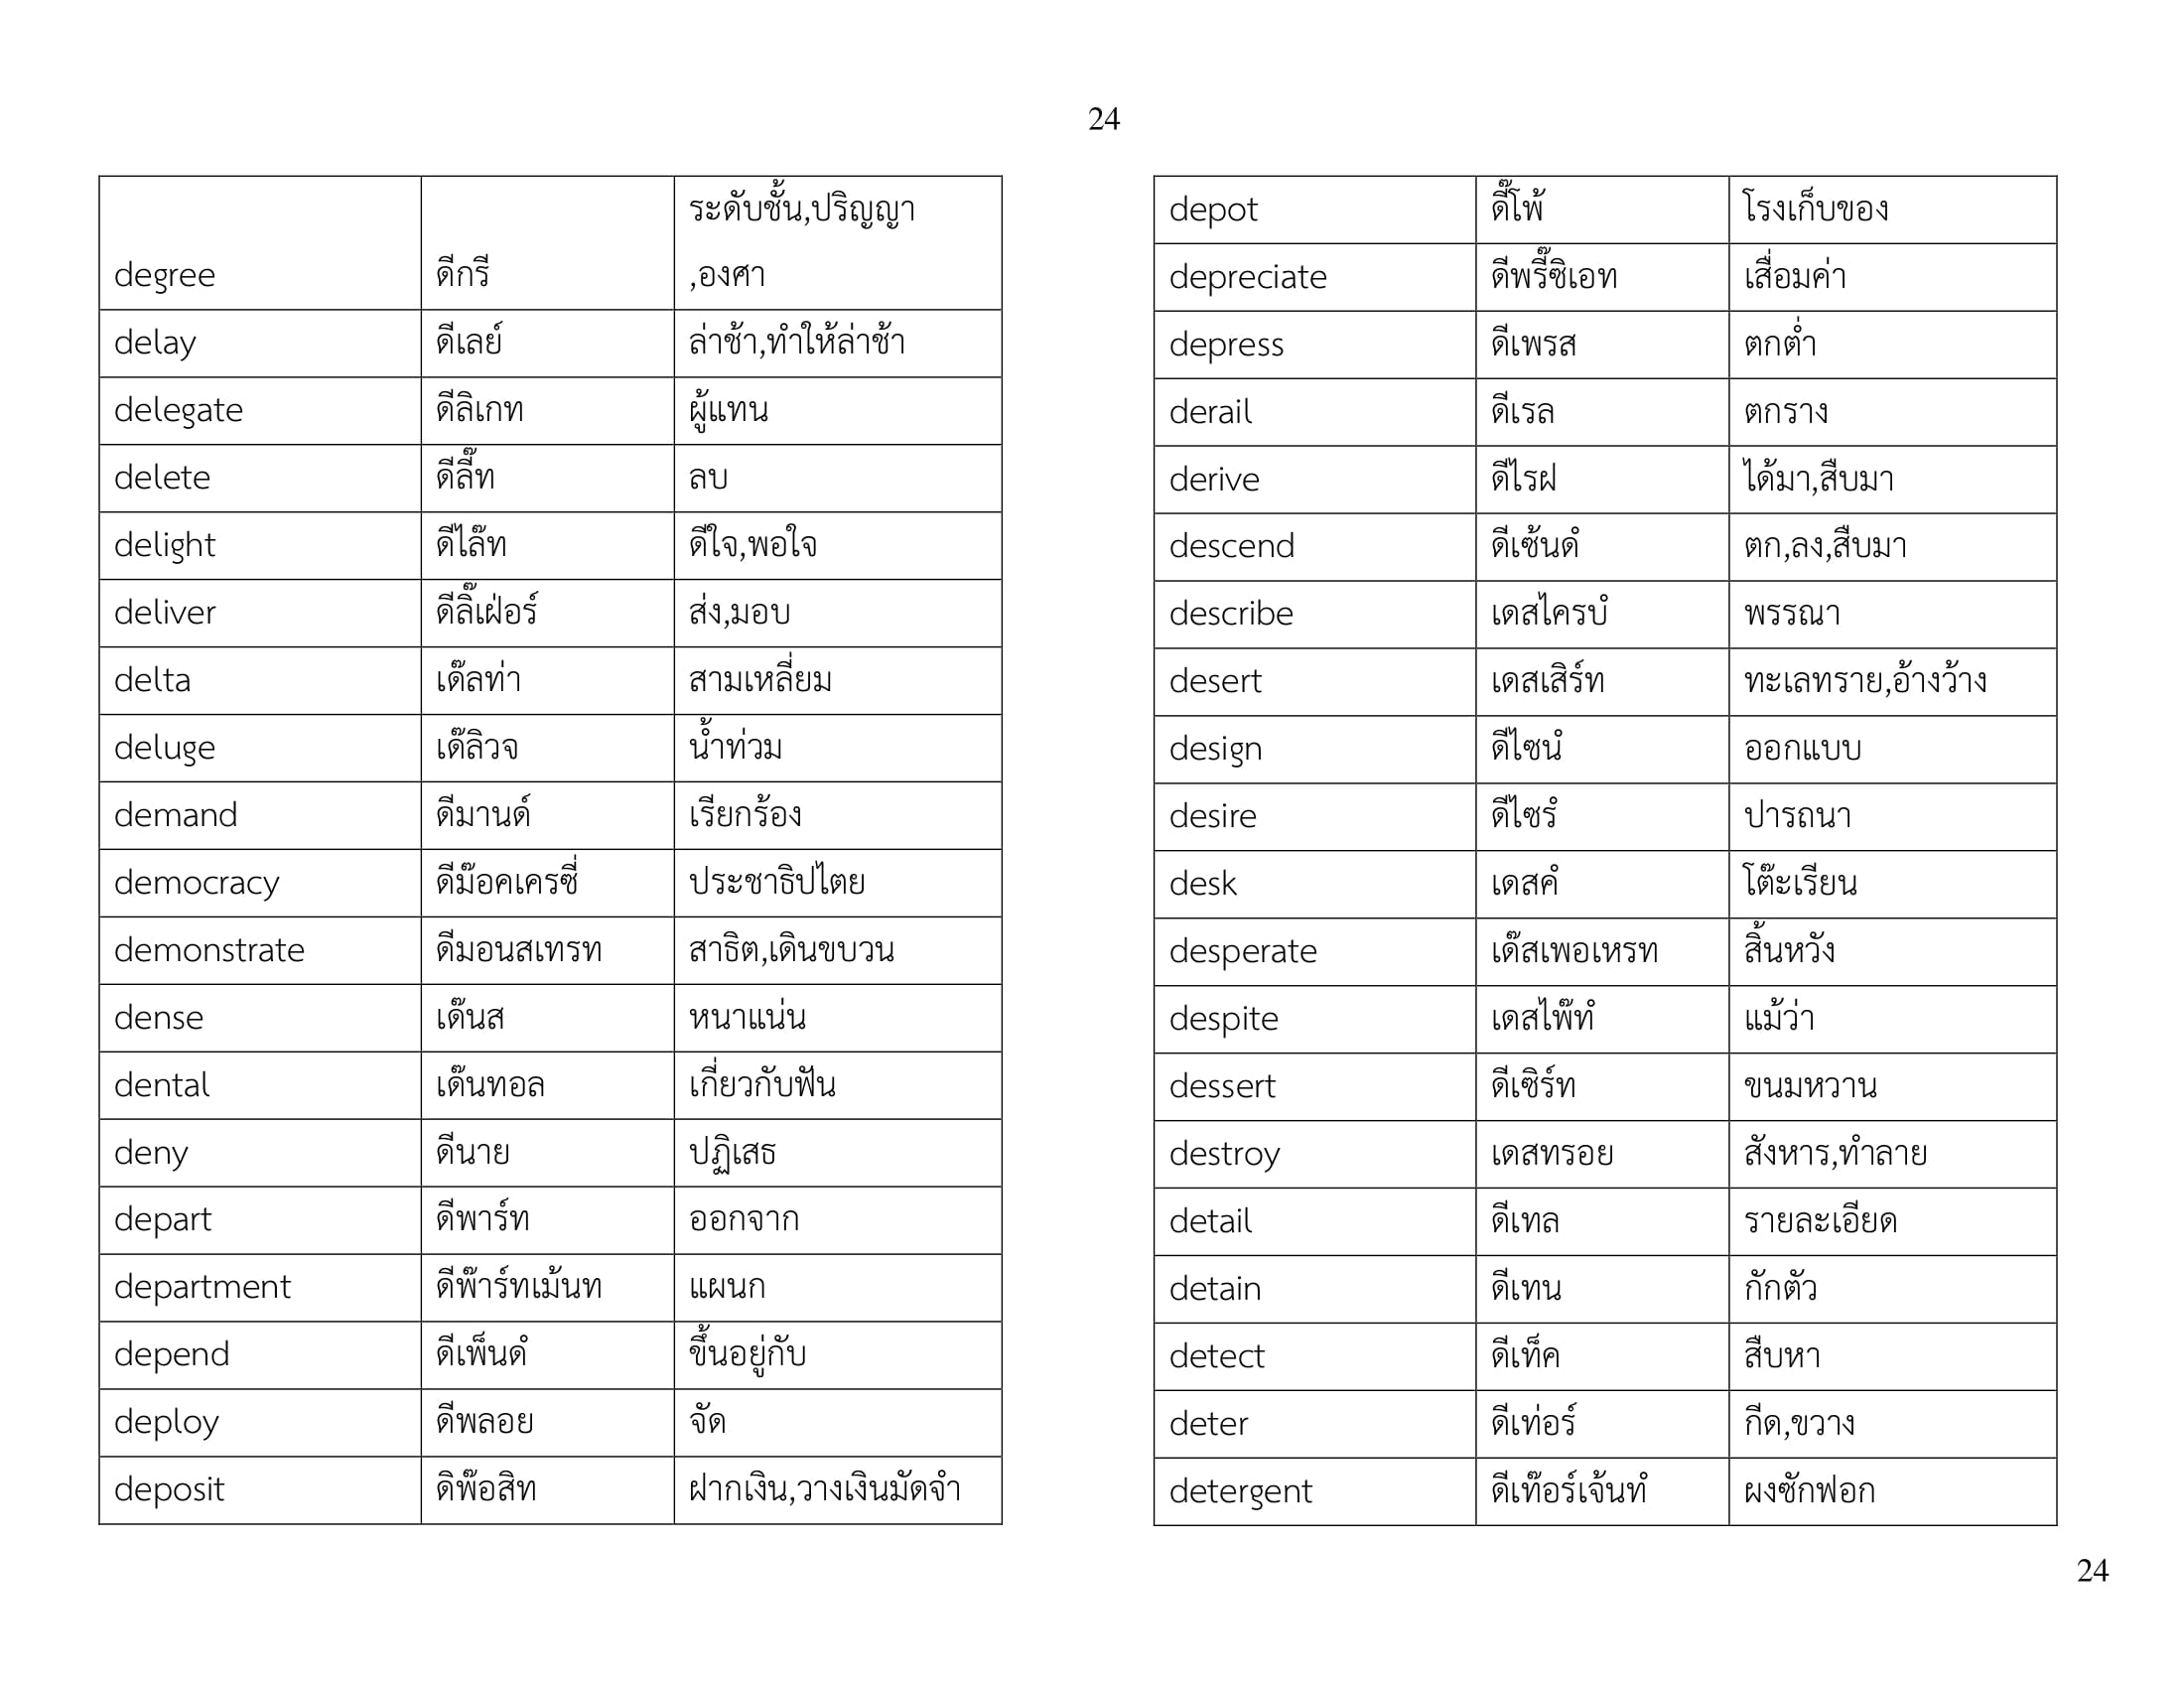 24
degree ดีกรี ระดับชั้น,ปริญญา
,องศา
delay ดีเลย์ ล่าช้า,ทำให้ล่าช้า
delegate ดีลิเกท ผู้แทน
delete ดีลี๊ท ลบ
delight ดีไล๊ท ดีใจ,พอใจ
deliver ดีลิ๊เฝ่อร์ ส่ง,มอบ
delta เด๊ลท่า สามเหลี่ยม
deluge เด๊ลิวจ น้ำท่วม
demand ดีมานด์ เรียกร้อง
democracy ดีม๊อคเครซี่ ประชาธิปไตย
demonstrate ดีมอนสเทรท สาธิต,เดินขบวน
dense เด๊นส หนาแน่น
dental เด๊นทอล เกี่ยวกับฟัน
deny ดีนาย ปฏิเสธ
depart ดีพาร์ท ออกจาก
department ดีพ๊าร์ทเม้นท แผนก
depend ดีเพ็นดํ ขึ้นอยู่กับ
deploy ดีพลอย จัด
deposit ดิพ๊อสิท ฝากเงิน,วางเงินมัดจำ
depot ดี๊โพ้ โรงเก็บของ
depreciate ดีพรี๊ซิเอท เสื่อมค่า
depress ดีเพรส ตกต่ำ
derail ดีเรล ตกราง
derive ดีไรฝ ได้มา,สืบมา
descend ดีเซ้นดํ ตก,ลง,สืบมา
describe เดสไครบํ พรรณา
desert เดสเสิร์ท ทะเลทราย,อ้างว้าง
design ดีไซนํ ออกแบบ
desire ดีไซรํ ปารถนา
desk เดสคํ โต๊ะเรียน
desperate เด๊สเพอเหรท สิ้นหวัง
despite เดสไพ๊ทํ แม้ว่า
dessert ดีเซิร์ท ขนมหวาน
destroy เดสทรอย สังหาร,ทำลาย
detail ดีเทล รายละเอียด
detain ดีเทน กักตัว
detect ดีเท็ค สืบหา
deter ดีเท่อร์ กีด,ขวาง
detergent ดีเท๊อร์เจ้นทํ ผงซักฟอก
24